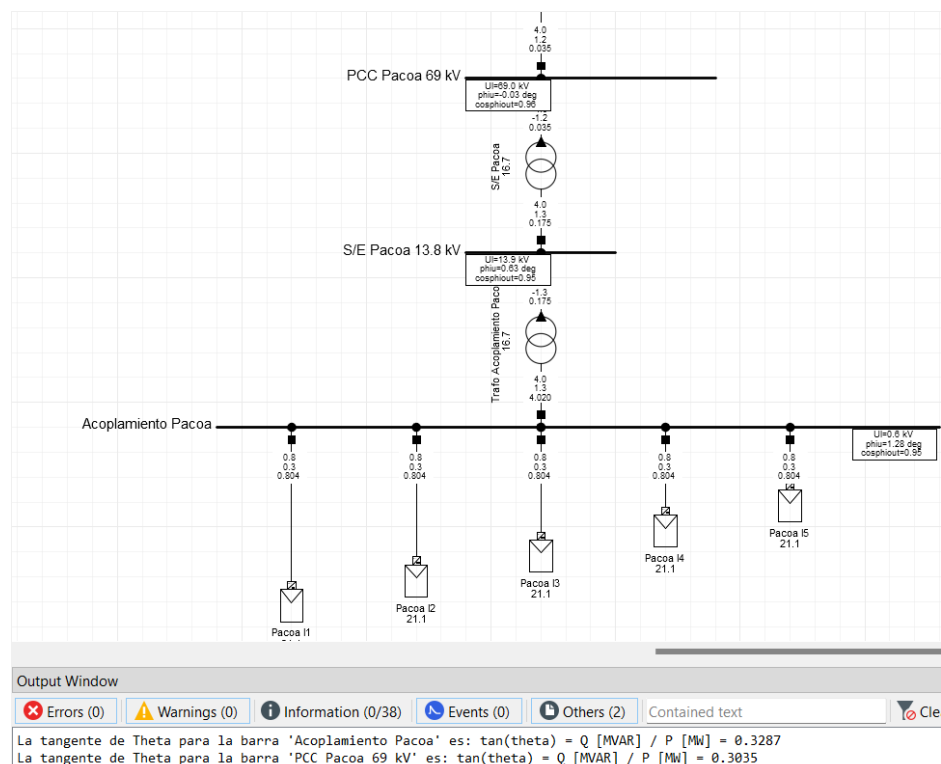 4.0
1.2
0.035
PCC Pacoa 69 kV
Ul=69.0 kV
phiu=-0.03 deg
cosphiout=0.96
-1.2
0.035
S/E Pacoa
16.7
4.0
1.3
0.175
S/E Pacoa 13.8 kV
Ul=13.9 kV
phiu=0.63 deg
cosphiout=0.95
-1.3
0.175
Trafo Acoplamiento Paco
16.7
4.0
1.3
4.020
Acoplamiento Pacoa
Ul=0.6 kV
phiu=1.28 deg
cosphiout=0.95
0.8 0.8 0.8 0.8 0.8
0.3 0.3 0.3 0.3 0.3
0.804 0.804 0.804 0.804 0.804
Pacoa I5
21.1
Pacoa I4
21.1
Pacoa I3
21.1
Pacoa I2
21.1
Pacoa I1
Output Window
Errors (0) Warnings (0) Information (0/38) Events (0) Others (2) Contained text Cle
La tangente de Theta para la barra 'Acoplamiento Pacoa' es: tan(theta) = Q [MVAR] / P [MW] = 0.3287
La tangente de Theta para la barra 'PCC Pacoa 69 kV' es: tan(theta) = Q [MVAR] / P [MW] = 0.3035